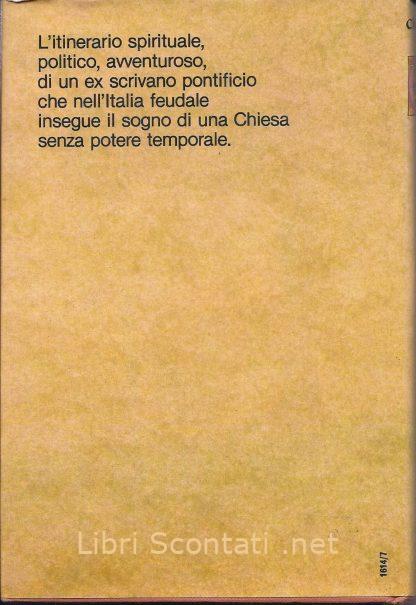 L'itinerario spirituale,
politico, avventuroso,
di un ex scrivano pontificio
che nell'Italia feudale
insegue il sogno di una Chiesa
senza potere temporale.
Libri Scontati .net
1614/7